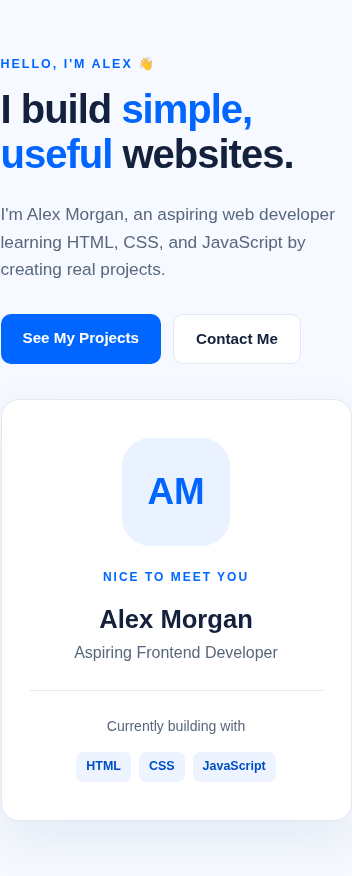 HELLO, I'M ALEX 👋
I build simple,
useful websites.
I'm Alex Morgan, an aspiring web developer
learning HTML, CSS, and JavaScript by
creating real projects.
See My Projects
Contact Me
AM
NICE TO MEET YOU
Alex Morgan
Aspiring Frontend Developer
Currently building with
HTML CSS JavaScript